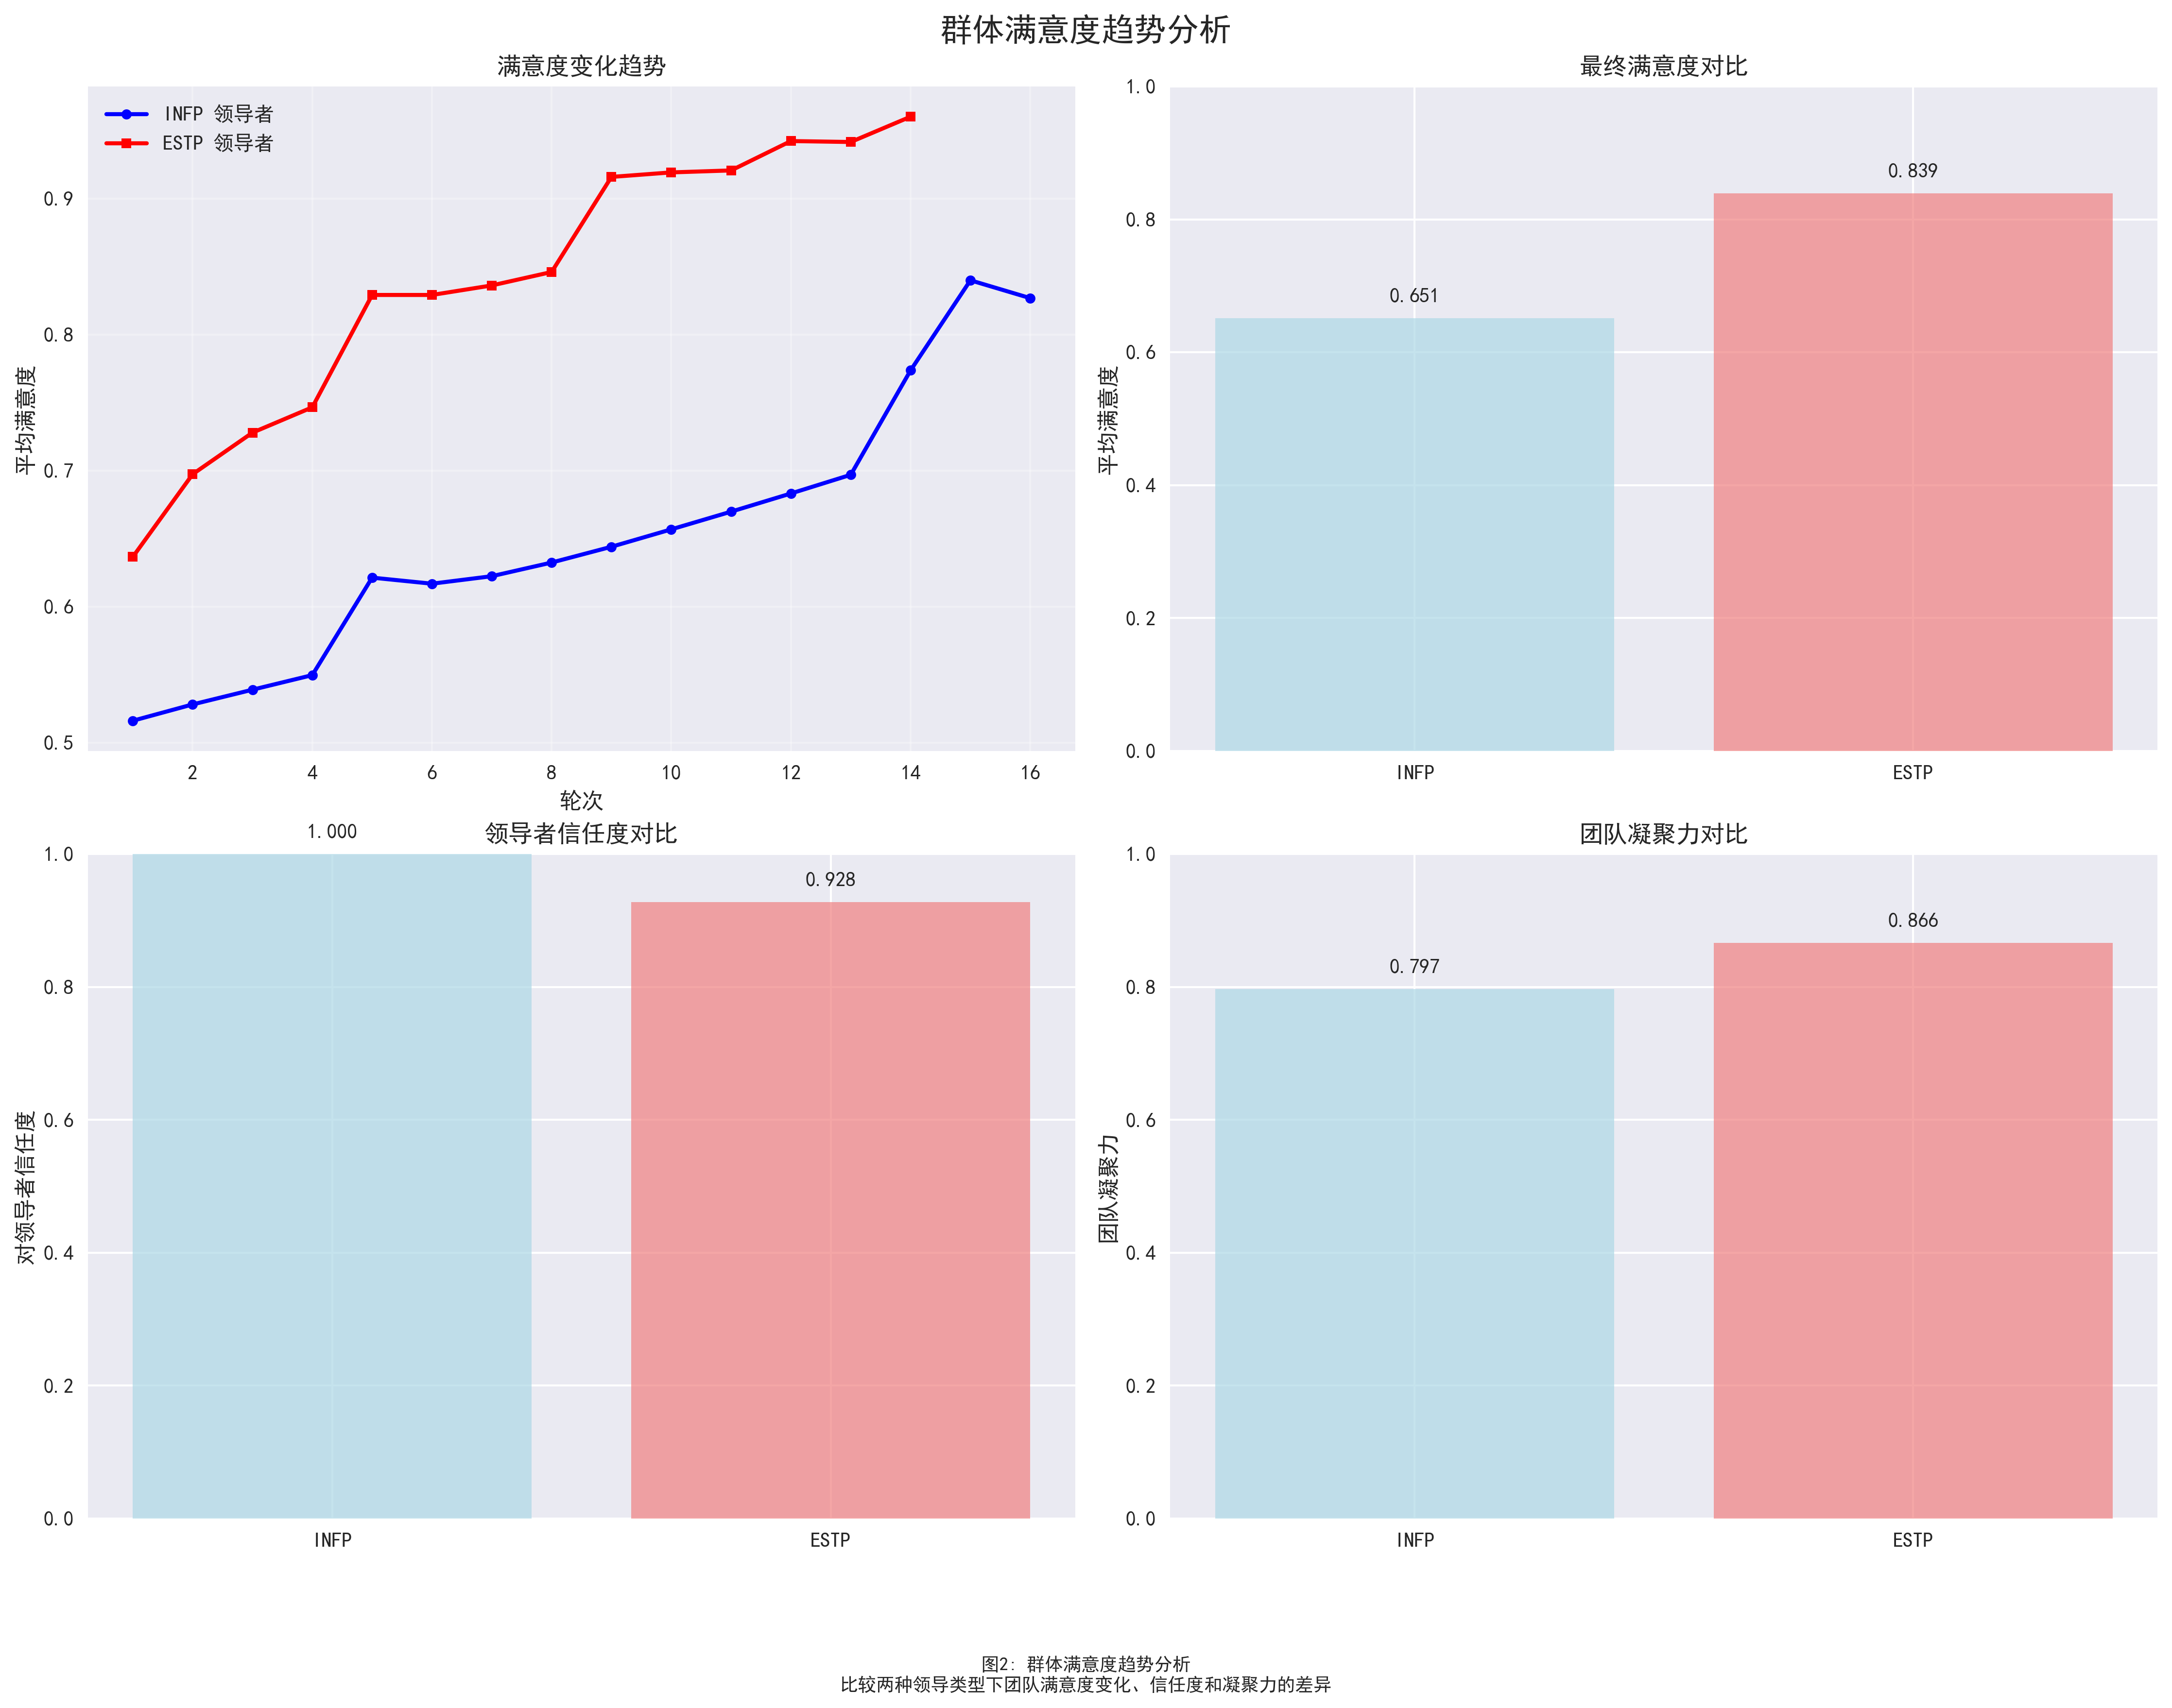 群体满意度趋势分析
满意度变化趋势
INFP 领导者
ESTP 领导者
平均满意度
0.9
0.8
0.7
0.6
0.5
2 4 6 8 10 12 14 16
轮次
最终满意度对比
平均满意度
1.0
0.8
0.6
0.4
0.2
0.0
0.651
0.839
INFP ESTP
领导者信任度对比
对领导者信任度
1.0
0.8
0.6
0.4
0.2
0.0
1.000
0.928
INFP ESTP
团队凝聚力对比
团队凝聚力
1.0
0.8
0.6
0.4
0.2
0.0
0.797
0.866
INFP ESTP
图2: 群体满意度趋势分析
比较两种领导类型下团队满意度变化、信任度和凝聚力的差异